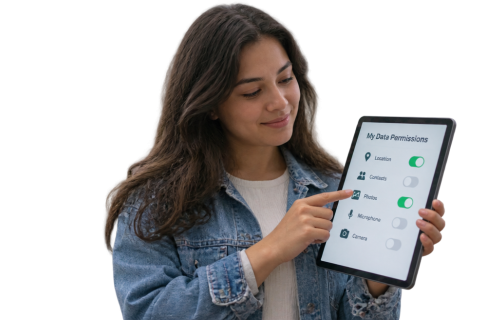 My Data Permissions
Location
Contacts
Photos
Microphone
Camera